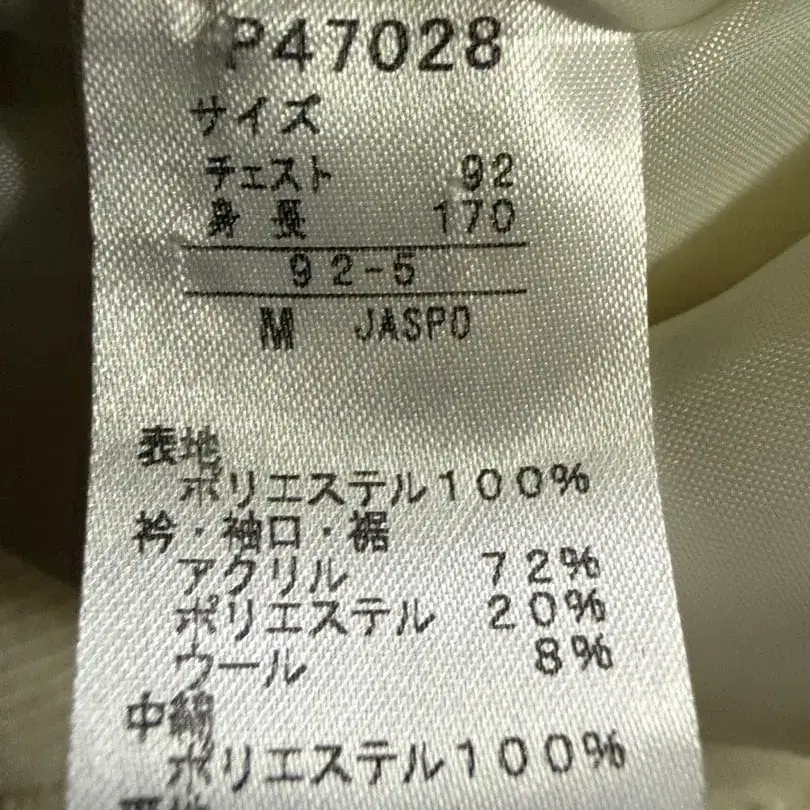 P47028
サイズ
チェスト 92
身長 170
92-5
M JASPO
表地
ポリエステル100%
衿・袖口・裾
アクリル 72%
ポリエステル 20%
ウール 8%
中綿
ポリエステル100%